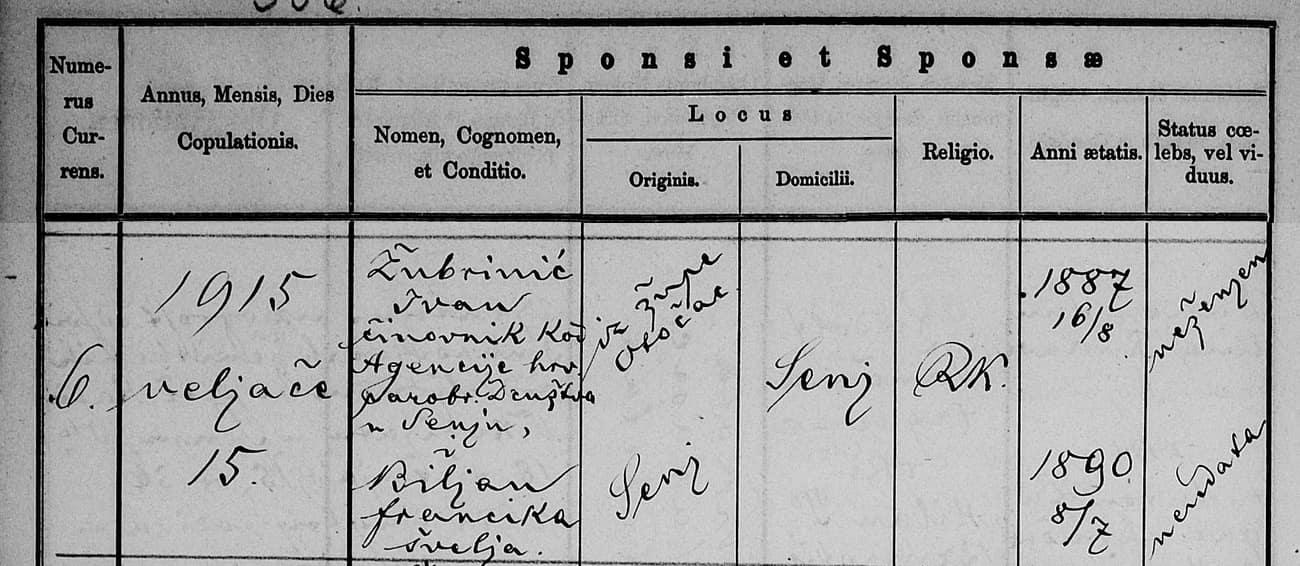 Sponsi et Sponsæ
Nume-
rus
Cur-
rens.
Annus, Mensis, Dies
Copulationis.
Nomen, Cognomen,
et Conditio.
Locus
Originis.
Domicilii.
Religio.
Anni ætatis.
Status cœ-
lebs, vel vi-
duus.
6.
1915
veljače
15.
Žubrinić
Ivan
činovnik kod
Agencije hrv.
parobr. Društva
u Senju,
iz župe
Otočac
Senj
RK.
1887
16/8
neženjen
Biljan
Francika
švelja.
Senj
1890
8/7
neudata